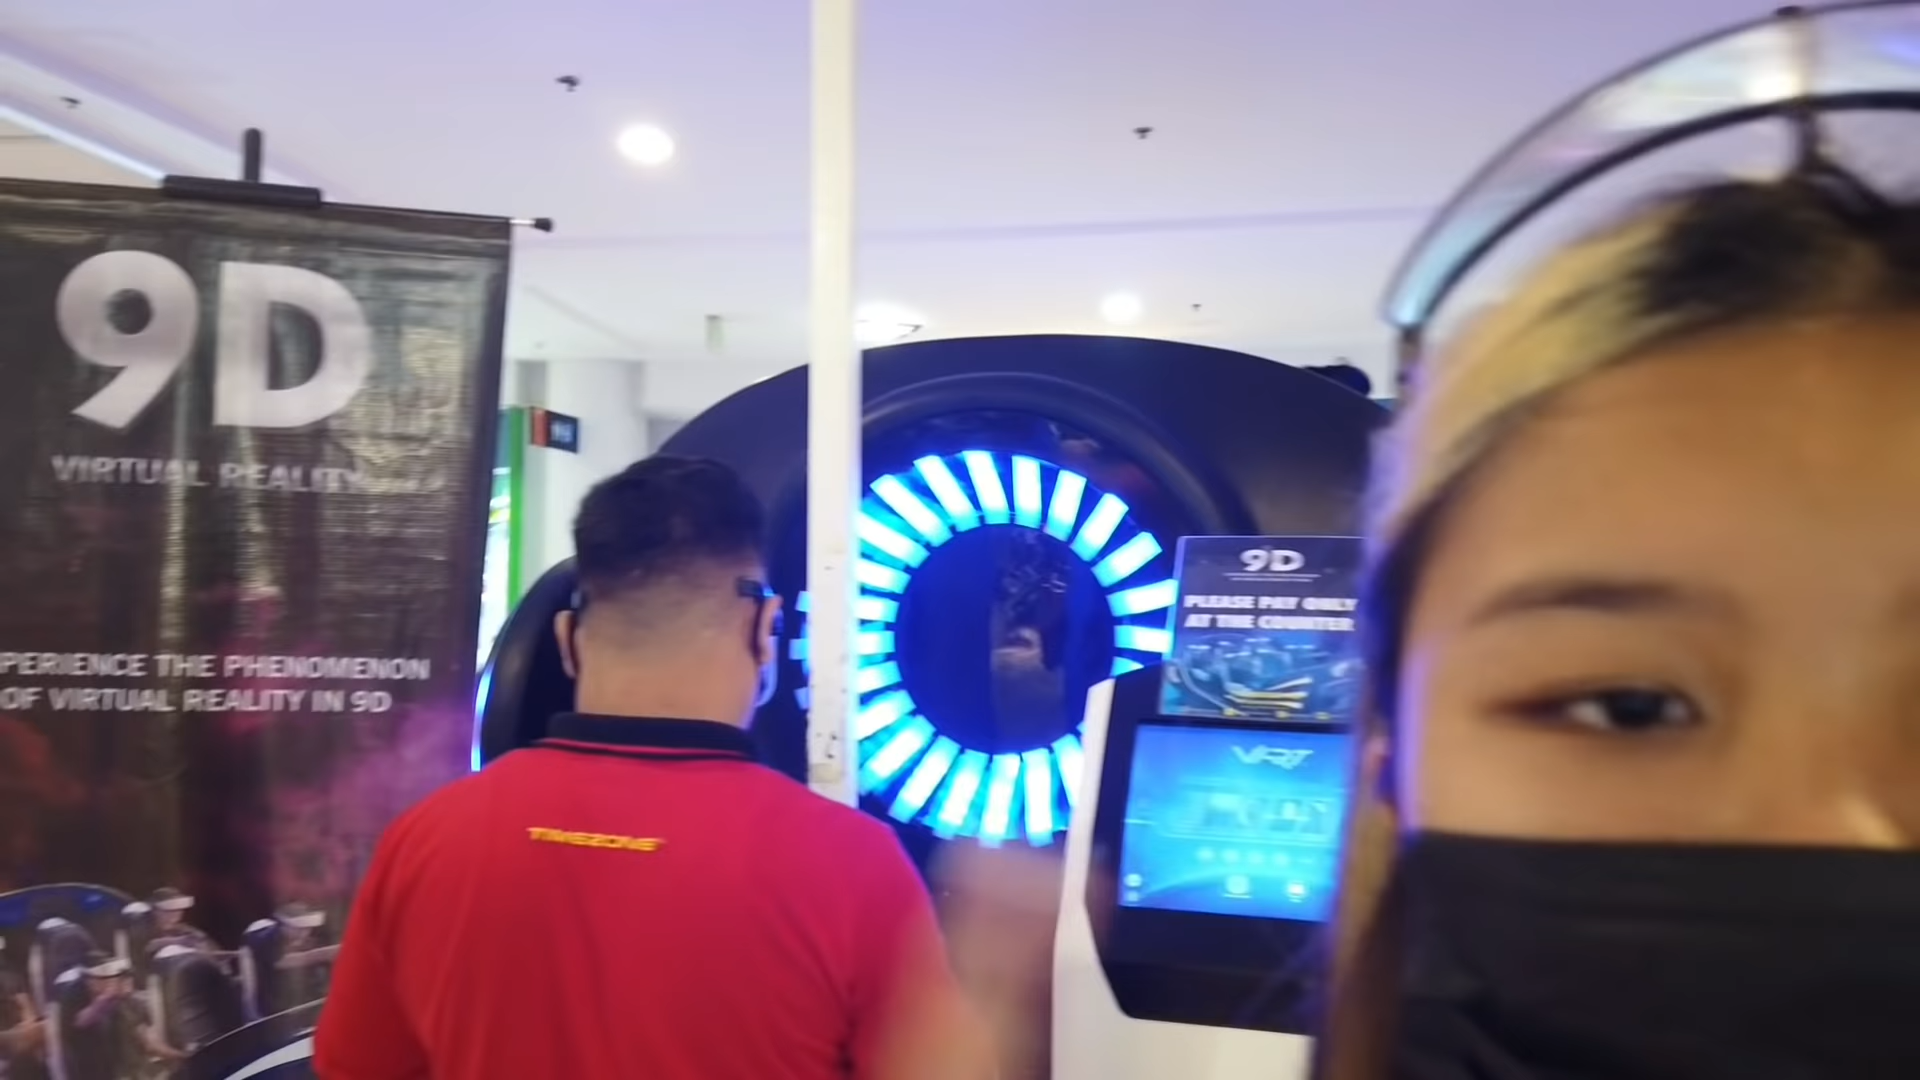 9D
VIRTUAL REALITY
PERIENCE THE PHENOMENON
OF VIRTUAL REALITY IN 9D
TIMEZONE
9D
PLEASE PAY ONLY
AT THE COUNTER